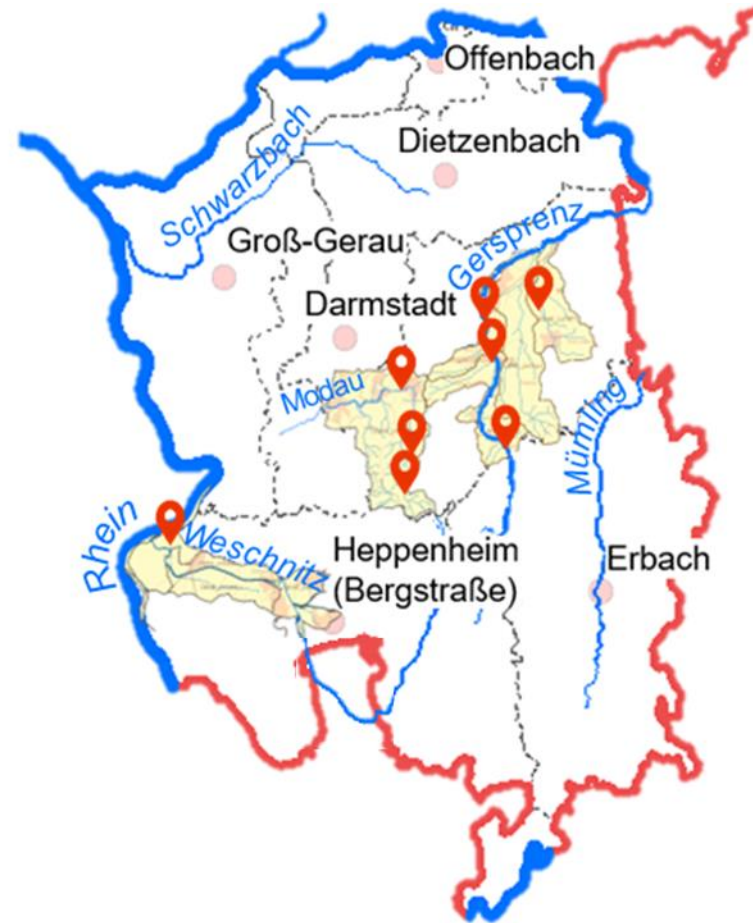 Offenbach
Dietzenbach
Schwarzbach
Groß-Gerau
Gersprenz
Darmstadt
Modau
Mümling
Rhein
Weschnitz
Heppenheim
(Bergstraße)
Erbach